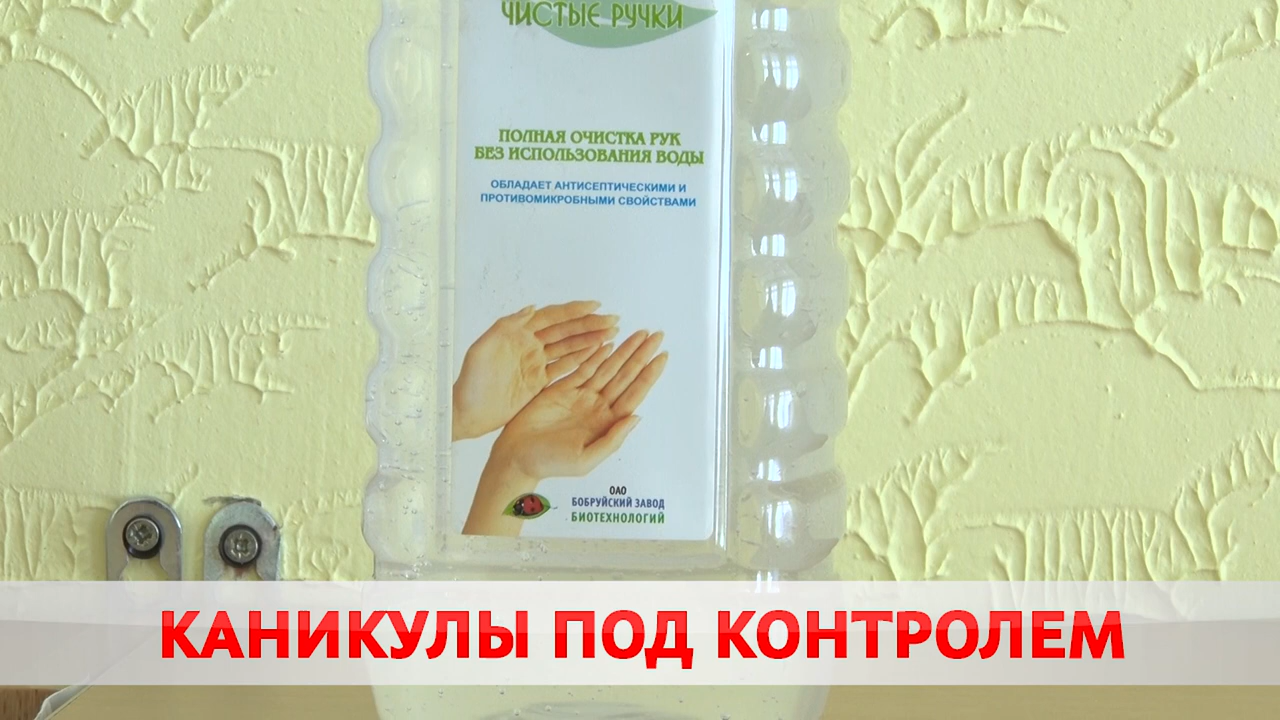 ЧИСТЫЕ РУЧКИ
ПОЛНАЯ ОЧИСТКА РУК
БЕЗ ИСПОЛЬЗОВАНИЯ ВОДЫ
ОБЛАДАЕТ АНТИСЕПТИЧЕСКИМИ И
ПРОТИВОМИКРОБНЫМИ СВОЙСТВАМИ
ОАО
БОБРУЙСКИЙ ЗАВОД
БИОТЕХНОЛОГИЙ
КАНИКУЛЫ ПОД КОНТРОЛЕМ